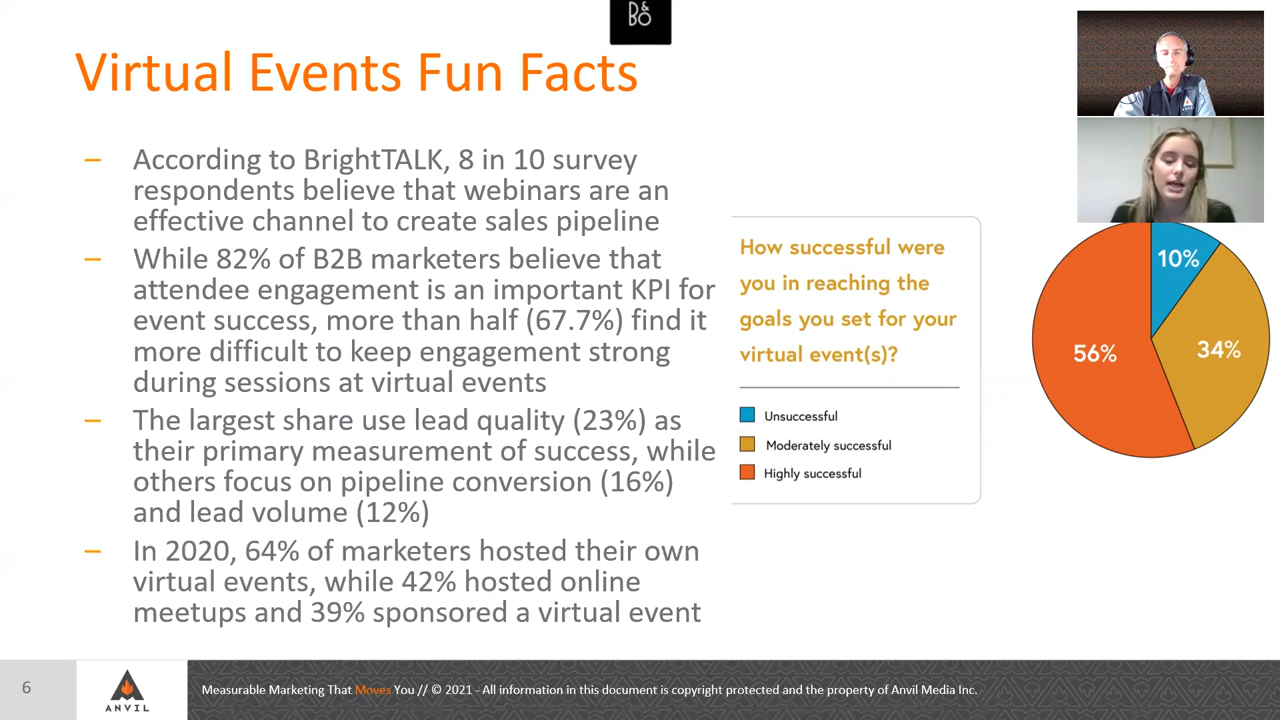 D&
BO
Virtual Events Fun Facts
– According to BrightTALK, 8 in 10 survey
respondents believe that webinars are an
effective channel to create sales pipeline
– While 82% of B2B marketers believe that
attendee engagement is an important KPI for
event success, more than half (67.7%) find it
more difficult to keep engagement strong
during sessions at virtual events
– The largest share use lead quality (23%) as
their primary measurement of success, while
others focus on pipeline conversion (16%)
and lead volume (12%)
– In 2020, 64% of marketers hosted their own
virtual events, while 42% hosted online
meetups and 39% sponsored a virtual event
How successful were
you in reaching the
goals you set for your
virtual event(s)?
Unsuccessful
Moderately successful
Highly successful
10%
34%
56%
6
ANVIL
Measurable Marketing That Moves You // © 2021 - All information in this document is copyright protected and the property of Anvil Media Inc.